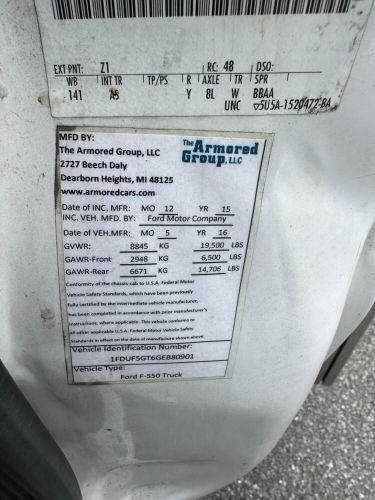 EXT PNT: Z1 RC: 48 DSO:
WB INT TR TP/PS R AXLE TR SPR
141 AS Y 8L W BBAA
UNC ▽5U5A-1520472-BA
MFD BY:
The Armored Group, LLC
2727 Beech Daly
Dearborn Heights, MI 48125
www.armoredcars.com
The Armored
Group, LLC
Date of INC. MFR: MO 12 YR 15
INC. VEH. MFD. BY: Ford Motor Company
Date of VEH.MFR: MO 5 YR 16
GVWR: 8845 KG 19,500 LBS
GAWR-Front 2948 KG 6,500 LBS
GAWR-Rear 6671 KG 14,706 LBS
Conformity of the chassis-cab to U.S.A. Federal Motor
Vehicle Safety Standards, which have been previously
fully certified by the intermediate vehicle manufacturer,
has been completed in accordance with prior manufacturers'
instructions, where applicable. This vehicle conforms to
all other applicable U.S.A. Federal Motor Vehicle Safety
Standards in effect on the date of manufacture shown above.
Vehicle Identification Number:
1FDUF5GT6GEB80901
Vehicle Type:
Ford F-550 Truck